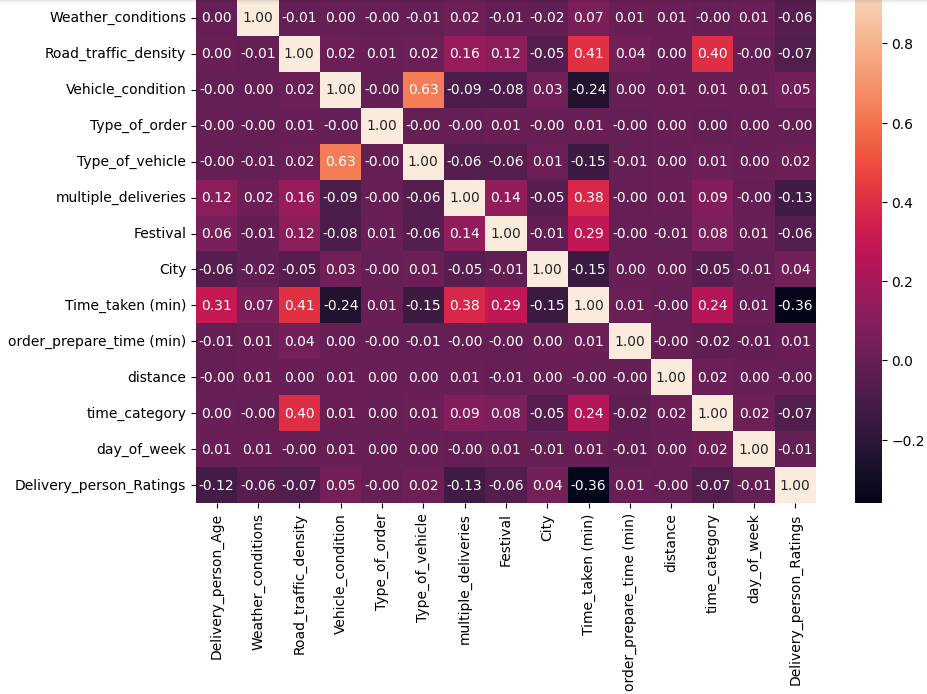 Weather_conditions 0.00 1.00 -0.01 0.00 -0.00 -0.01 0.02 -0.01 -0.02 0.07 0.01 0.01 -0.00 0.01 -0.06
0.8
Road_traffic_density 0.00 -0.01 1.00 0.02 0.01 0.02 0.16 0.12 -0.05 0.41 0.04 0.00 0.40 -0.00 -0.07
Vehicle_condition -0.00 0.00 0.02 1.00 -0.00 0.63 -0.09 -0.08 0.03 -0.24 0.00 0.01 0.01 0.01 0.05
Type_of_order -0.00 -0.00 0.01 -0.00 1.00 -0.00 -0.00 0.01 -0.00 0.01 0.00 0.00 0.00 0.00 -0.00
0.6
Type_of_vehicle -0.00 -0.01 0.02 0.63 -0.00 1.00 -0.06 -0.06 0.01 -0.15 -0.01 0.00 0.01 0.00 0.02
multiple_deliveries 0.12 0.02 0.16 -0.09 -0.00 -0.06 1.00 0.14 -0.05 0.38 -0.00 0.01 0.09 -0.00 -0.13
0.4
Festival 0.06 -0.01 0.12 -0.08 0.01 -0.06 0.14 1.00 -0.01 0.29 -0.00 -0.01 0.08 0.01 -0.06
City -0.06 -0.02 -0.05 0.03 -0.00 0.01 -0.05 -0.01 1.00 -0.15 0.00 0.00 -0.05 -0.01 0.04
0.2
Time_taken (min) 0.31 0.07 0.41 -0.24 0.01 -0.15 0.38 0.29 -0.15 1.00 0.01 -0.00 0.24 0.01 -0.36
order_prepare_time (min) -0.01 0.01 0.04 0.00 0.00 -0.01 -0.00 -0.00 0.00 0.01 1.00 -0.00 -0.02 -0.01 0.01
0.0
distance -0.00 0.01 0.00 0.01 0.00 0.00 0.01 -0.01 0.00 -0.00 -0.00 1.00 0.02 0.00 -0.00
time_category 0.00 -0.00 0.40 0.01 0.00 0.01 0.09 0.08 -0.05 0.24 -0.02 0.02 1.00 0.02 -0.07
−0.2
day_of_week 0.01 0.01 -0.00 0.01 0.00 0.00 -0.00 0.01 -0.01 0.01 -0.01 0.00 0.02 1.00 -0.01
Delivery_person_Ratings -0.12 -0.06 -0.07 0.05 -0.00 0.02 -0.13 -0.06 0.04 -0.36 0.01 -0.00 -0.07 -0.01 1.00
Delivery_person_Age
Weather_conditions
Road_traffic_density
Vehicle_condition
Type_of_order
Type_of_vehicle
multiple_deliveries
Festival
City
Time_taken (min)
order_prepare_time (min)
distance
time_category
day_of_week
Delivery_person_Ratings